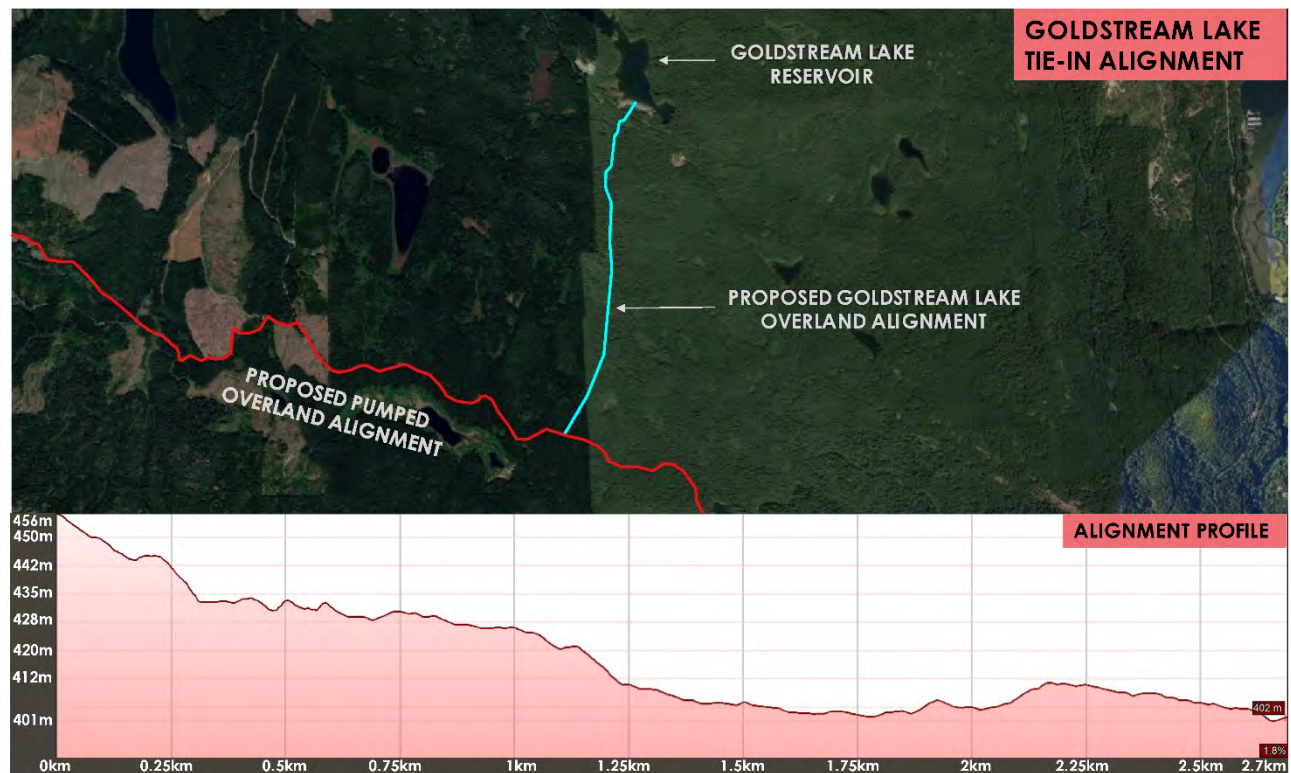 GOLDSTREAM LAKE
TIE-IN ALIGNMENT
GOLDSTREAM LAKE
RESERVOIR
PROPOSED GOLDSTREAM LAKE
OVERLAND ALIGNMENT
PROPOSED PUMPED
OVERLAND ALIGNMENT
ALIGNMENT PROFILE
456m
450m
442m
435m
428m
420m
412m
401m
402 m
1.8%
0km
0.25km
0.5km
0.75km
1km
1.25km
1.5km
1.75km
2km
2.25km
2.5km
2.7km